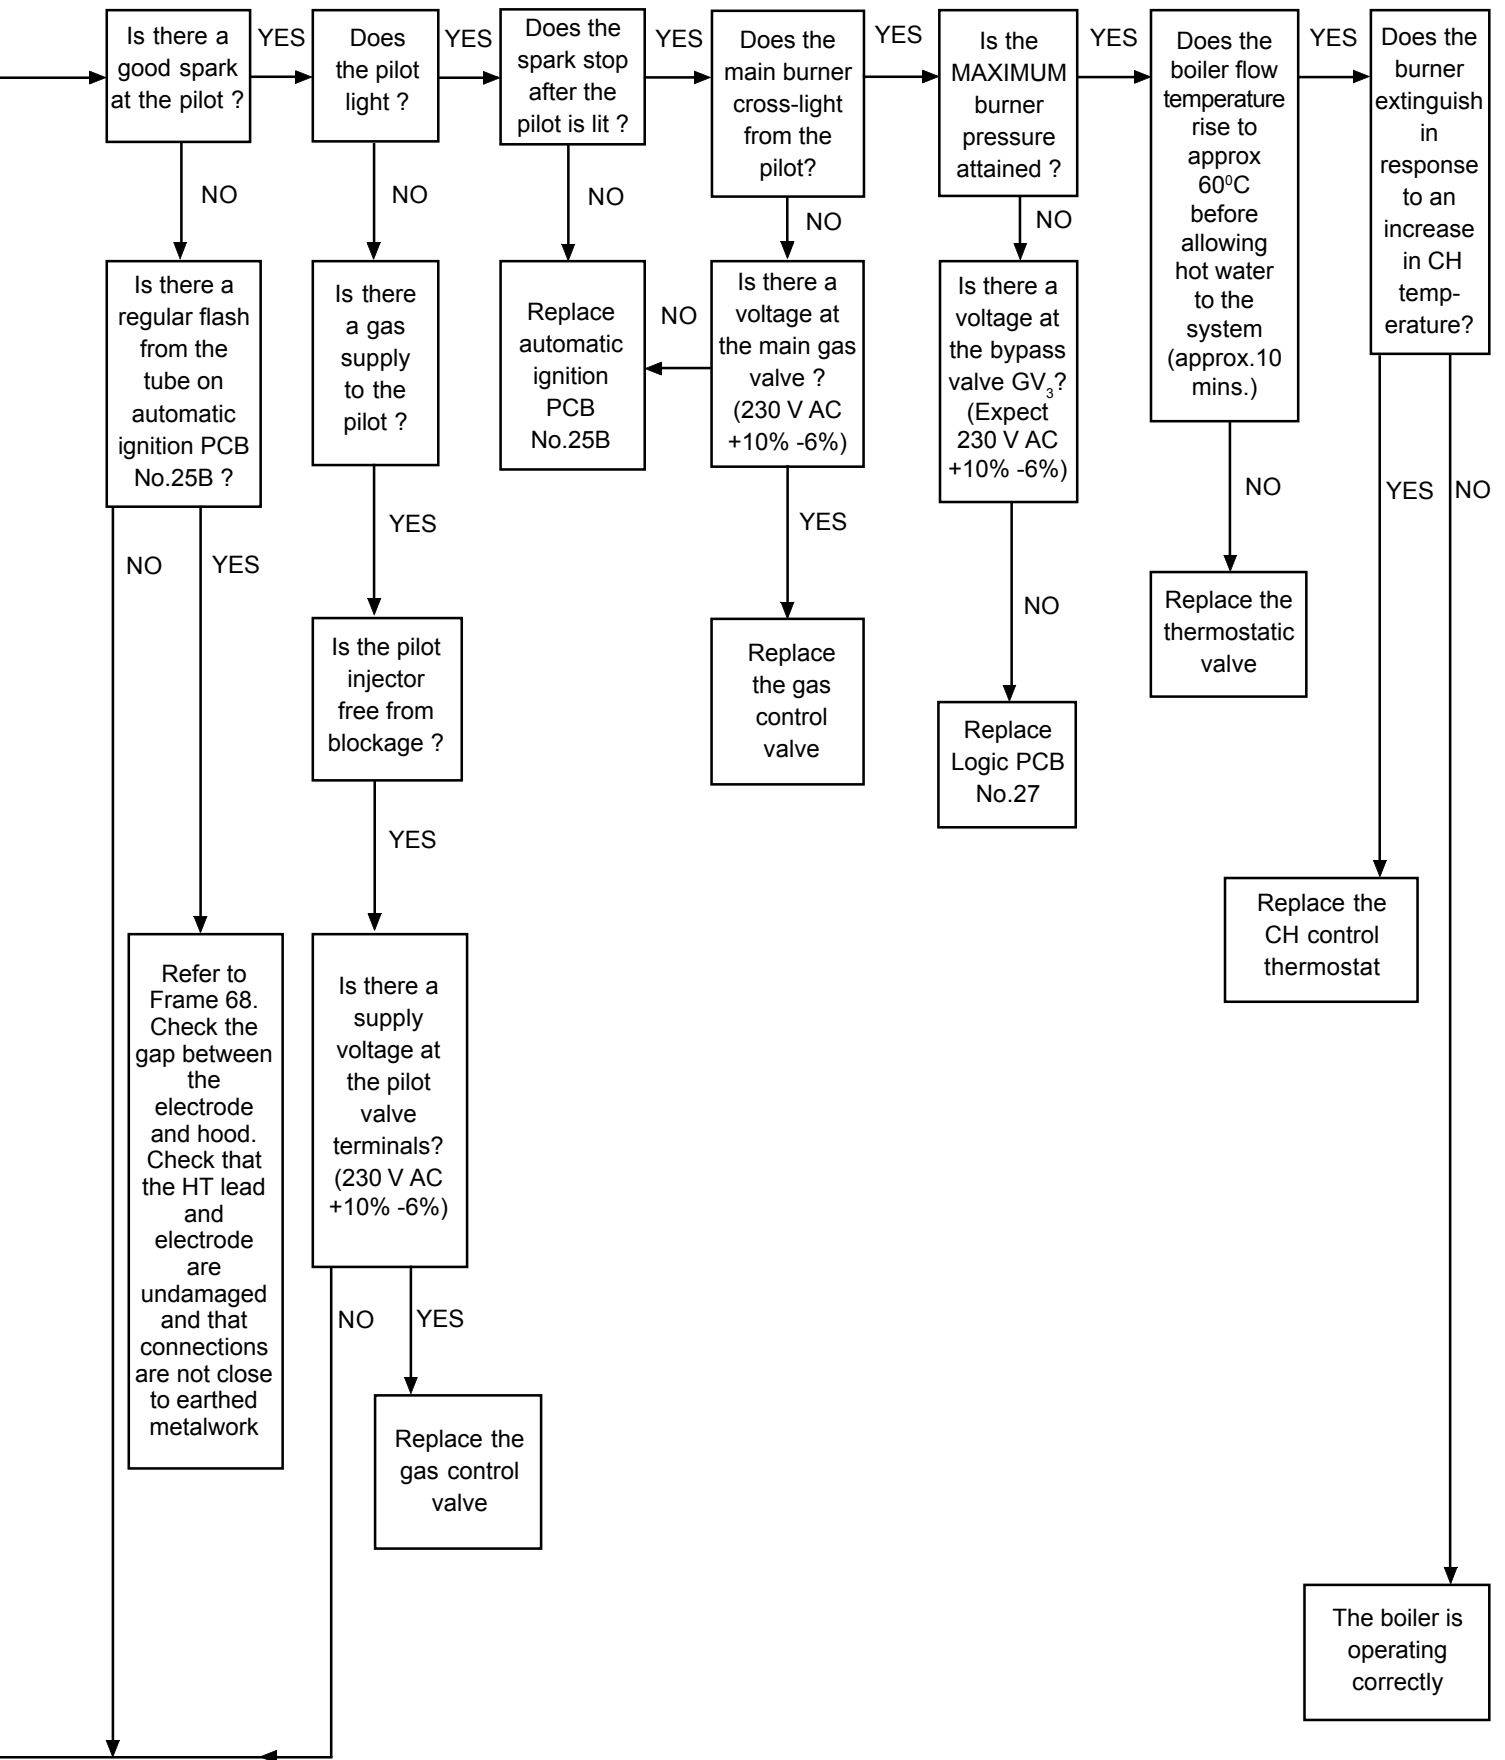 Is there a
good spark
at the pilot ?
YES
Does
the pilot
light ?
YES
Does the
spark stop
after the
pilot is lit ?
YES
Does the
main burner
cross-light
from the
pilot?
YES
Is the
MAXIMUM
burner
pressure
attained ?
YES
Does the
boiler flow
temperature
rise to
approx
60⁰C
before
allowing
hot water
to the
system
(approx.10
mins.)
YES
Does the
burner
extinguish
in
response
to an
increase
in CH
temp-
erature?
NO
NO
NO
NO
NO
Is there a
regular flash
from the
tube on
automatic
ignition PCB
No.25B ?
Is there
a gas
supply
to the
pilot ?
Replace
automatic
ignition
PCB
No.25B
NO
Is there a
voltage at
the main gas
valve ?
(230 V AC
+10% -6%)
Is there a
voltage at
the bypass
valve GV₃?
(Expect
230 V AC
+10% -6%)
NO
YES
NO
NO
YES
YES
YES
NO
Is the pilot
injector
free from
blockage ?
Replace
the gas
control
valve
Replace
Logic PCB
No.27
Replace the
thermostatic
valve
YES
Replace the
CH control
thermostat
Refer to
Frame 68.
Check the
gap between
the
electrode
and hood.
Check that
the HT lead
and
electrode
are
undamaged
and that
connections
are not close
to earthed
metalwork
Is there a
supply
voltage at
the pilot
valve
terminals?
(230 V AC
+10% -6%)
NO
YES
Replace the
gas control
valve
The boiler is
operating
correctly